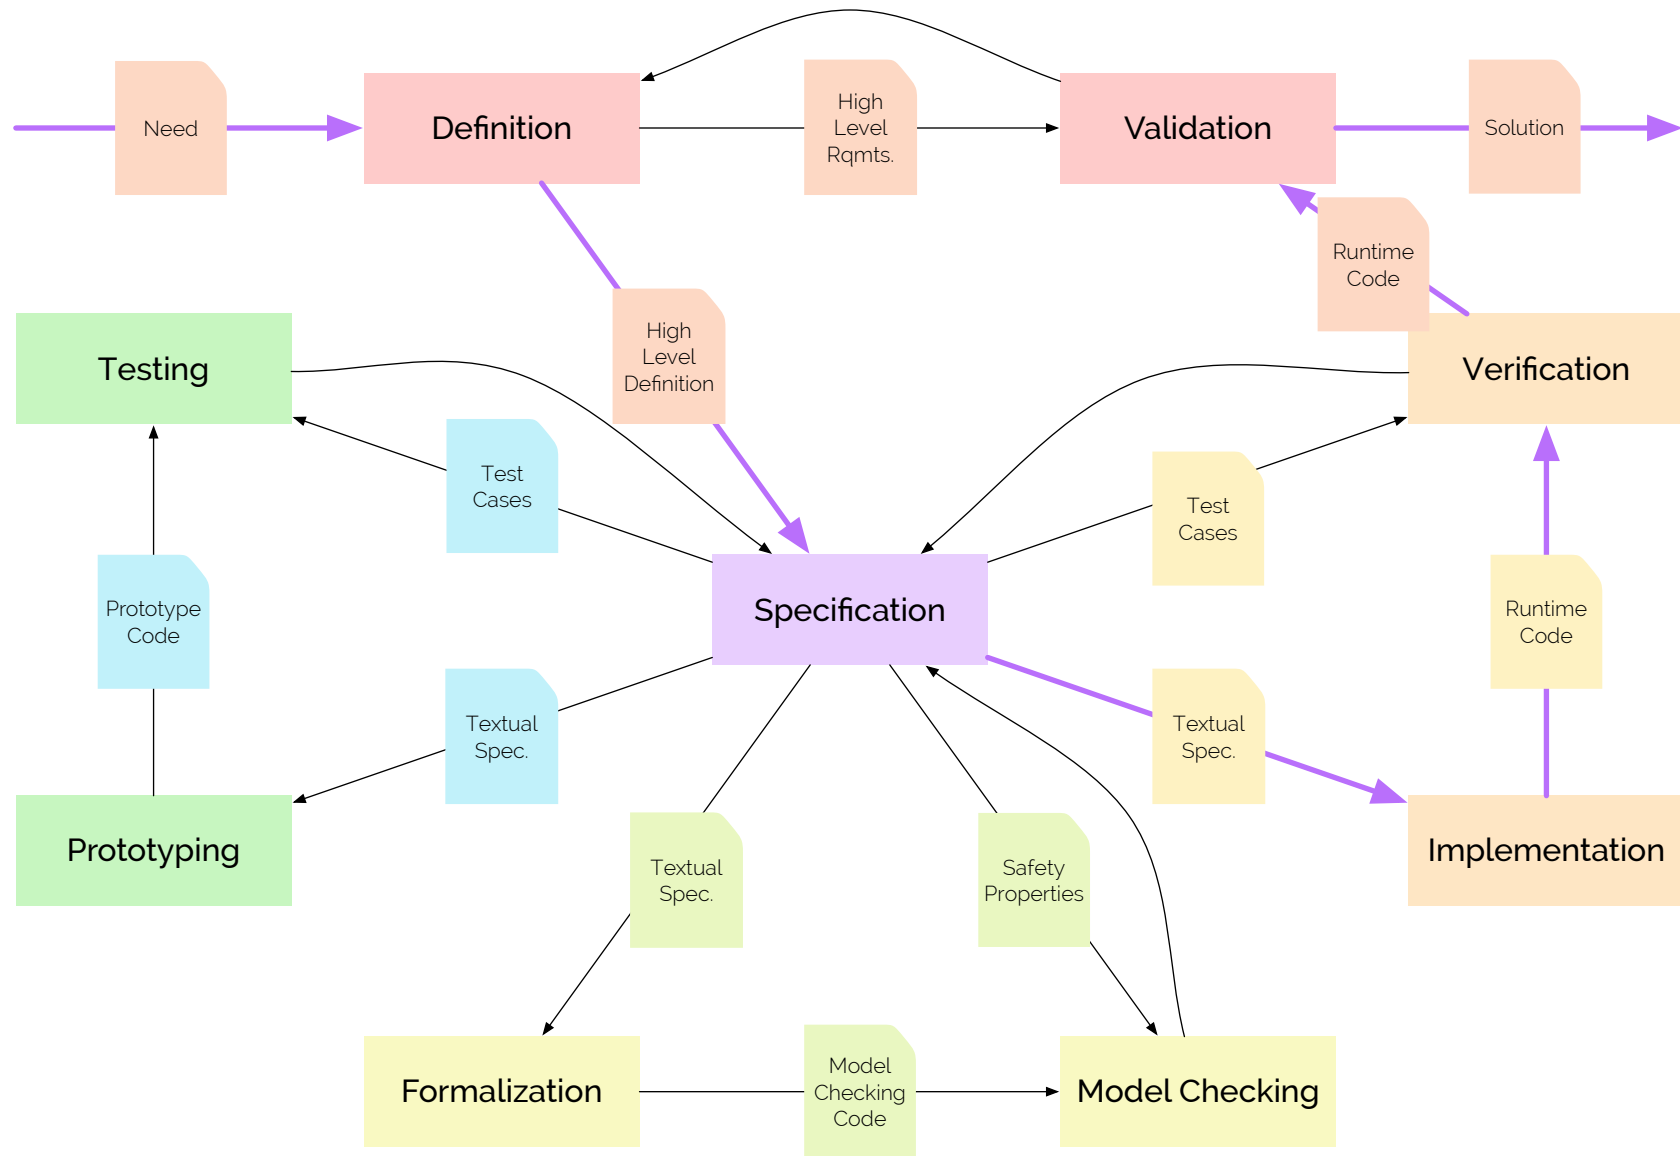 Need
Definition
High
Level
Rqmts.
Validation
Solution
Runtime
Code
High
Level
Definition
Testing
Verification
Test
Cases
Test
Cases
Prototype
Code
Specification
Runtime
Code
Textual
Spec.
Textual
Spec.
Prototyping
Textual
Spec.
Safety
Properties
Implementation
Formalization
Model
Checking
Code
Model Checking